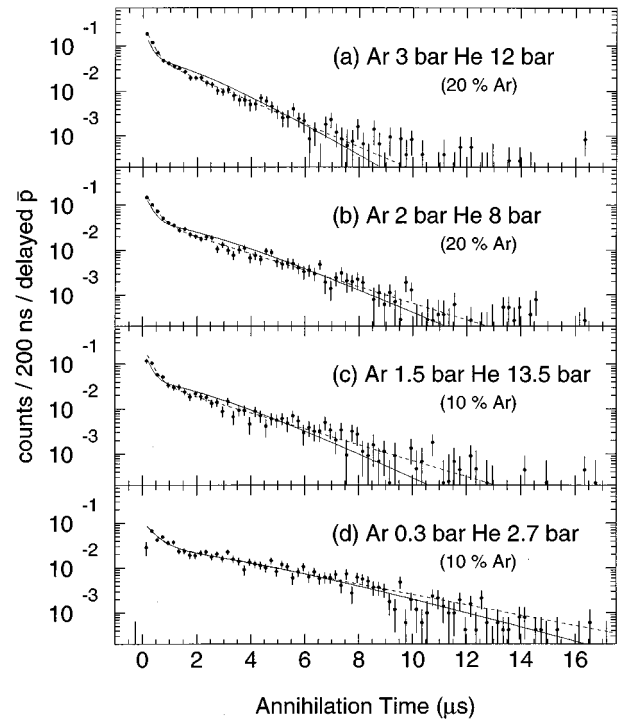 10 -1
10 -2
10 -3
(a) Ar 3 bar He 12 bar
(20 % Ar)
10 -1
10 -2
10 -3
(b) Ar 2 bar He 8 bar
(20 % Ar)
10 -1
10 -2
10 -3
(c) Ar 1.5 bar He 13.5 bar
(10 % Ar)
10 -1
10 -2
10 -3
(d) Ar 0.3 bar He 2.7 bar
(10 % Ar)
counts / 200 ns / delayed p̄
0 2 4 6 8 10 12 14 16
Annihilation Time (μs)